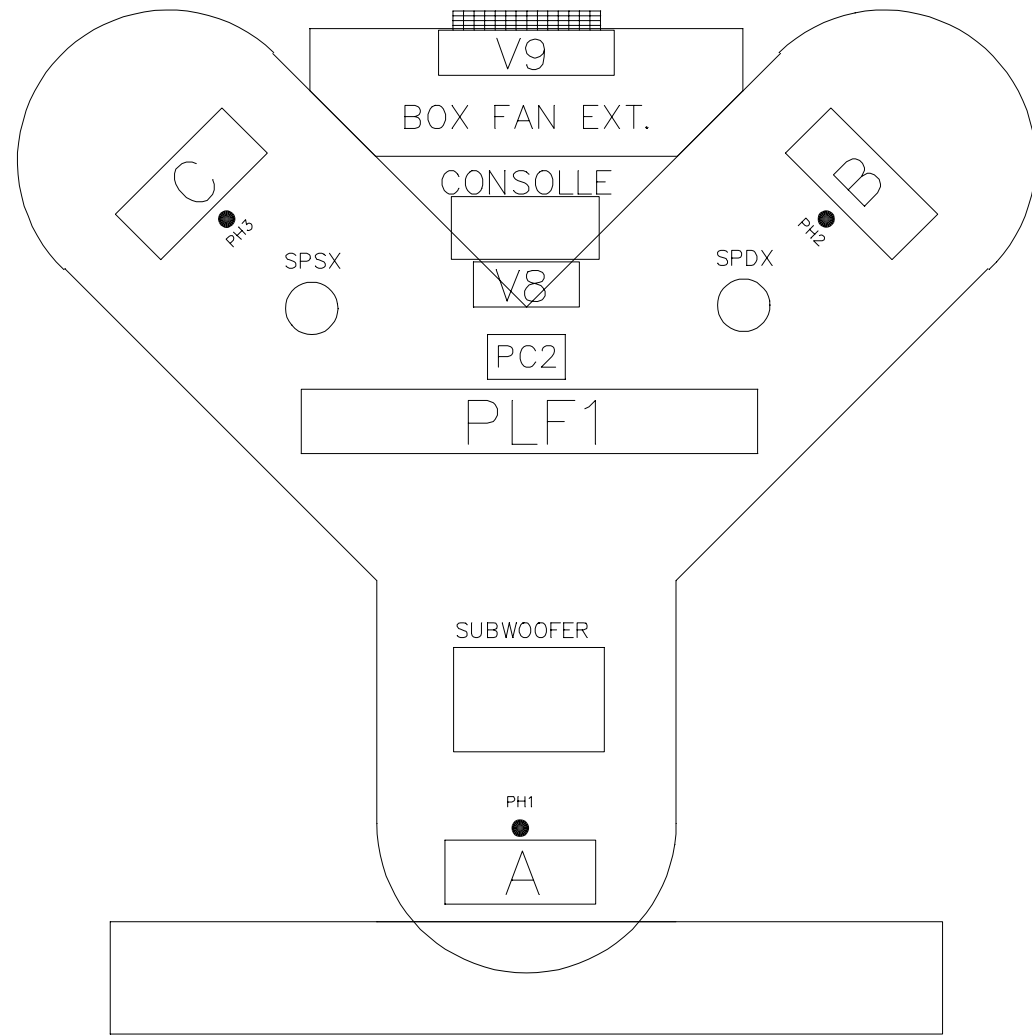 V9
BOX FAN EXT.
CONSOLLE
C
B
PH3
PH2
SPSX
SPDX
V8
PC2
PLF1
SUBWOOFER
PH1
A